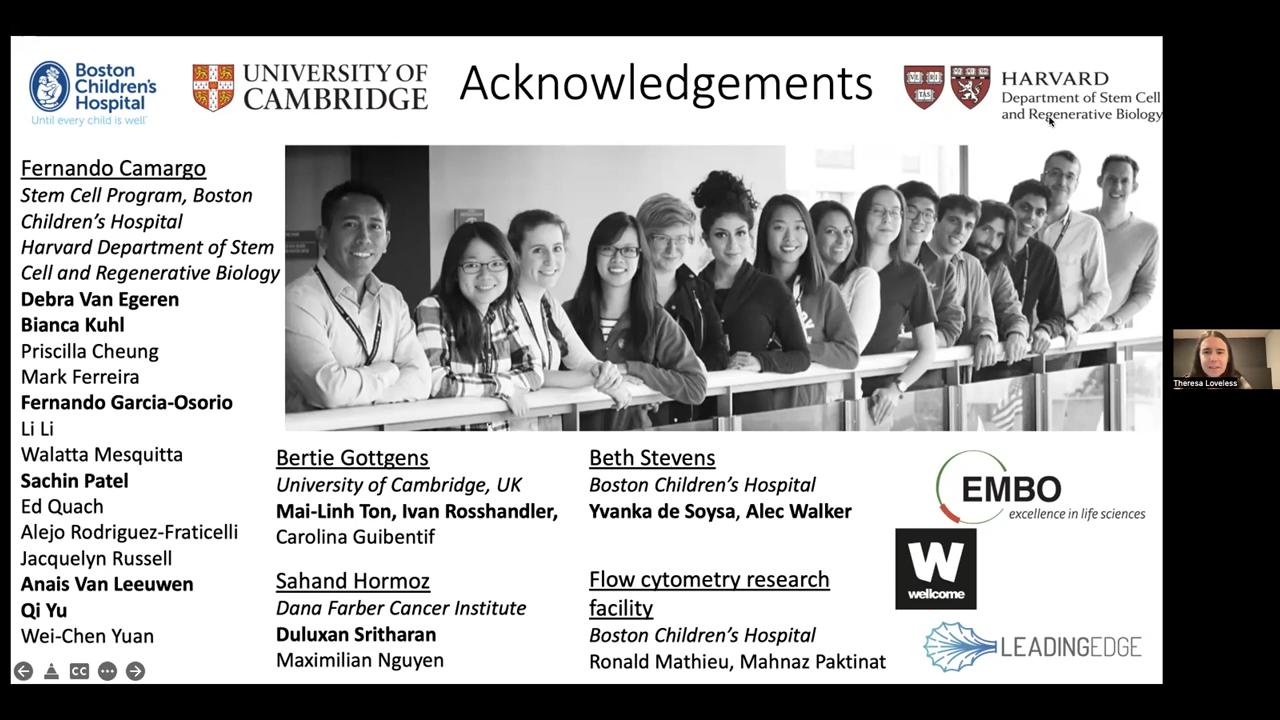 Boston
Children's
Hospital
Until every child is well
UNIVERSITY OF
CAMBRIDGE
Acknowledgements
HARVARD
Department of Stem Cell
and Regenerative Biology
Fernando Camargo
Stem Cell Program, Boston
Children's Hospital
Harvard Department of Stem
Cell and Regenerative Biology
Debra Van Egeren
Bianca Kuhl
Priscilla Cheung
Mark Ferreira
Fernando Garcia-Osorio
Li Li
Walatta Mesquitta
Sachin Patel
Ed Quach
Alejo Rodriguez-Fraticelli
Jacquelyn Russell
Anais Van Leeuwen
Qi Yu
Wei-Chen Yuan
Bertie Gottgens
University of Cambridge, UK
Mai-Linh Ton, Ivan Rosshandler,
Carolina Guibentif
Sahand Hormoz
Dana Farber Cancer Institute
Duluxan Sritharan
Maximilian Nguyen
Beth Stevens
Boston Children's Hospital
Yvanka de Soysa, Alec Walker
Flow cytometry research
facility
Boston Children's Hospital
Ronald Mathieu, Mahnaz Paktinat
EMBO
excellence in life sciences
W
wellcome
LEADINGEDGE
CC
Theresa Loveless